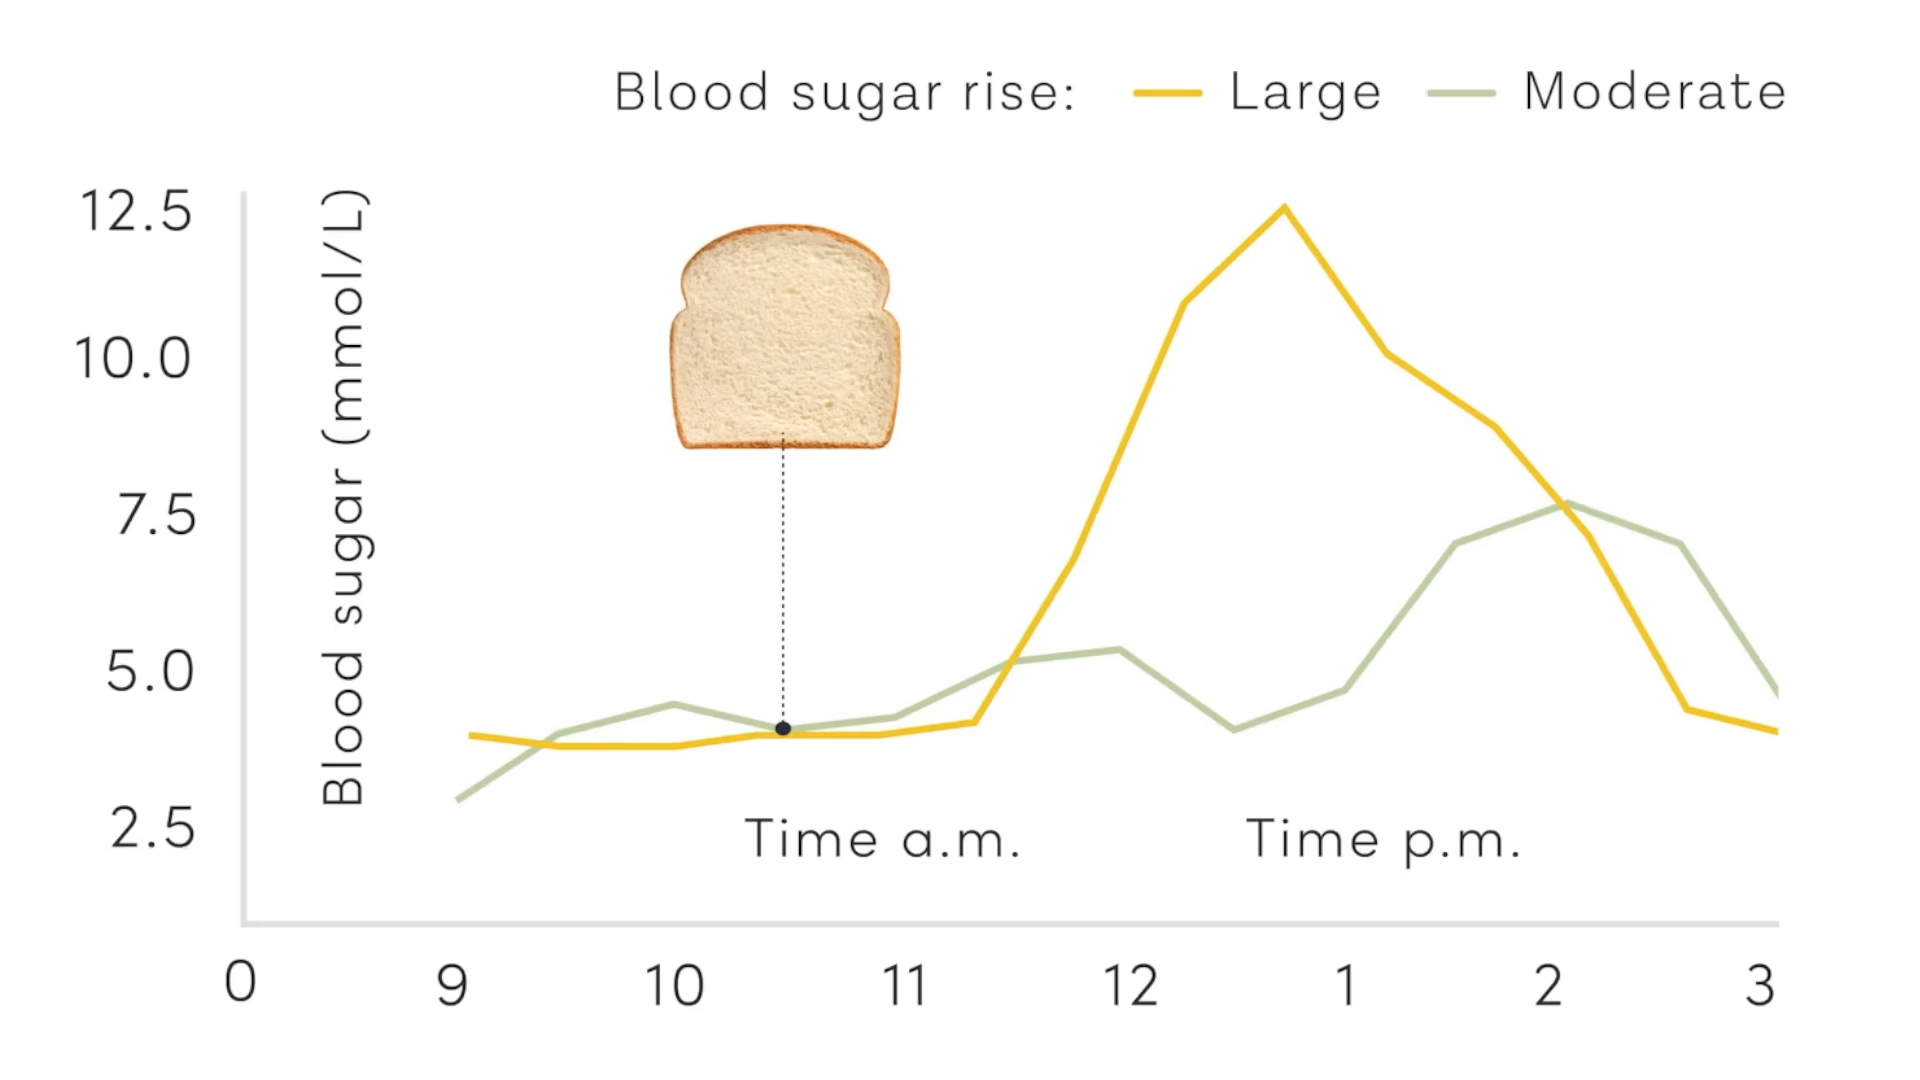 Blood sugar rise: Large Moderate
Blood sugar (mmol/L)
12.5
10.0
7.5
5.0
2.5
Time a.m. Time p.m.
0 9 10 11 12 1 2 3